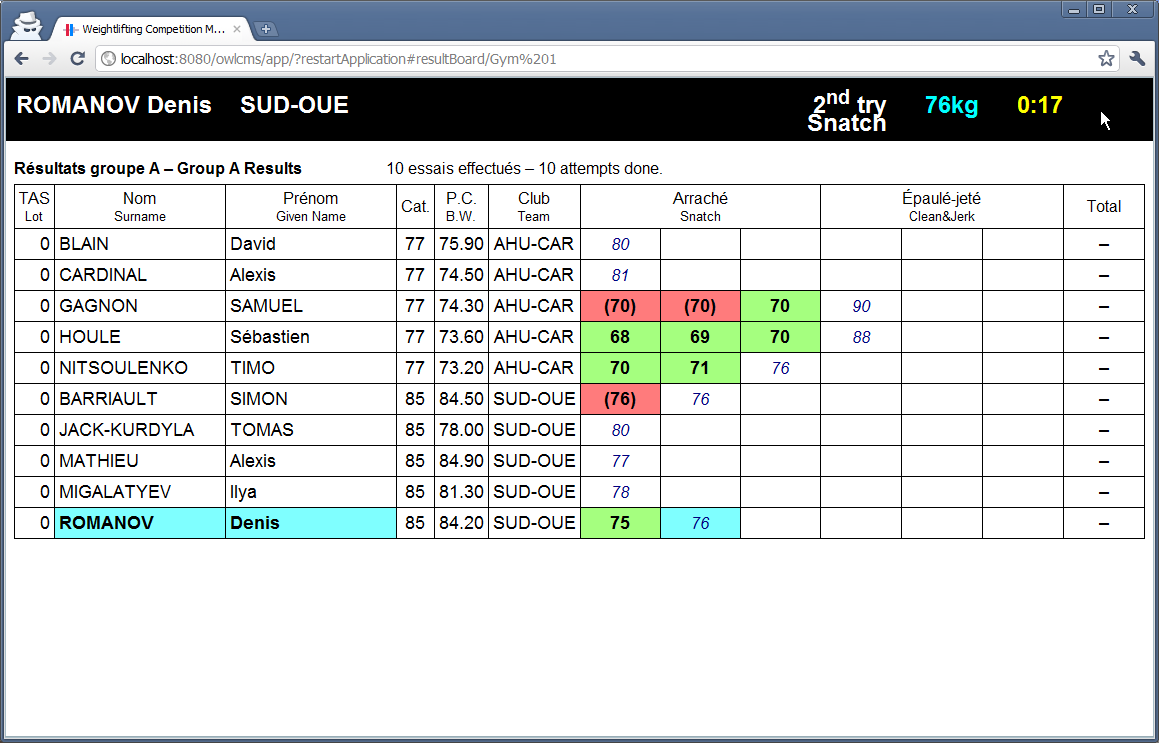 Weightlifting Competition M...
localhost:8080/owlcms/app/?restartApplication#resultBoard/Gym%201
ROMANOV Denis SUD-OUE 2nd try Snatch 76kg 0:17
Résultats groupe A – Group A Results 10 essais effectués – 10 attempts done.
TAS Nom Prénom Cat. P.C. Club Arraché Épaulé-jeté Total
Lot Surname Given Name B.W. Team Snatch Clean&Jerk
0 BLAIN David 77 75.90 AHU-CAR 80 –
0 CARDINAL Alexis 77 74.50 AHU-CAR 81 –
0 GAGNON SAMUEL 77 74.30 AHU-CAR (70) (70) 70 90 –
0 HOULE Sébastien 77 73.60 AHU-CAR 68 69 70 88 –
0 NITSOULENKO TIMO 77 73.20 AHU-CAR 70 71 76 –
0 BARRIAULT SIMON 85 84.50 SUD-OUE (76) 76 –
0 JACK-KURDYLA TOMAS 85 78.00 SUD-OUE 80 –
0 MATHIEU Alexis 85 84.90 SUD-OUE 77 –
0 MIGALATYEV Ilya 85 81.30 SUD-OUE 78 –
0 ROMANOV Denis 85 84.20 SUD-OUE 75 76 –